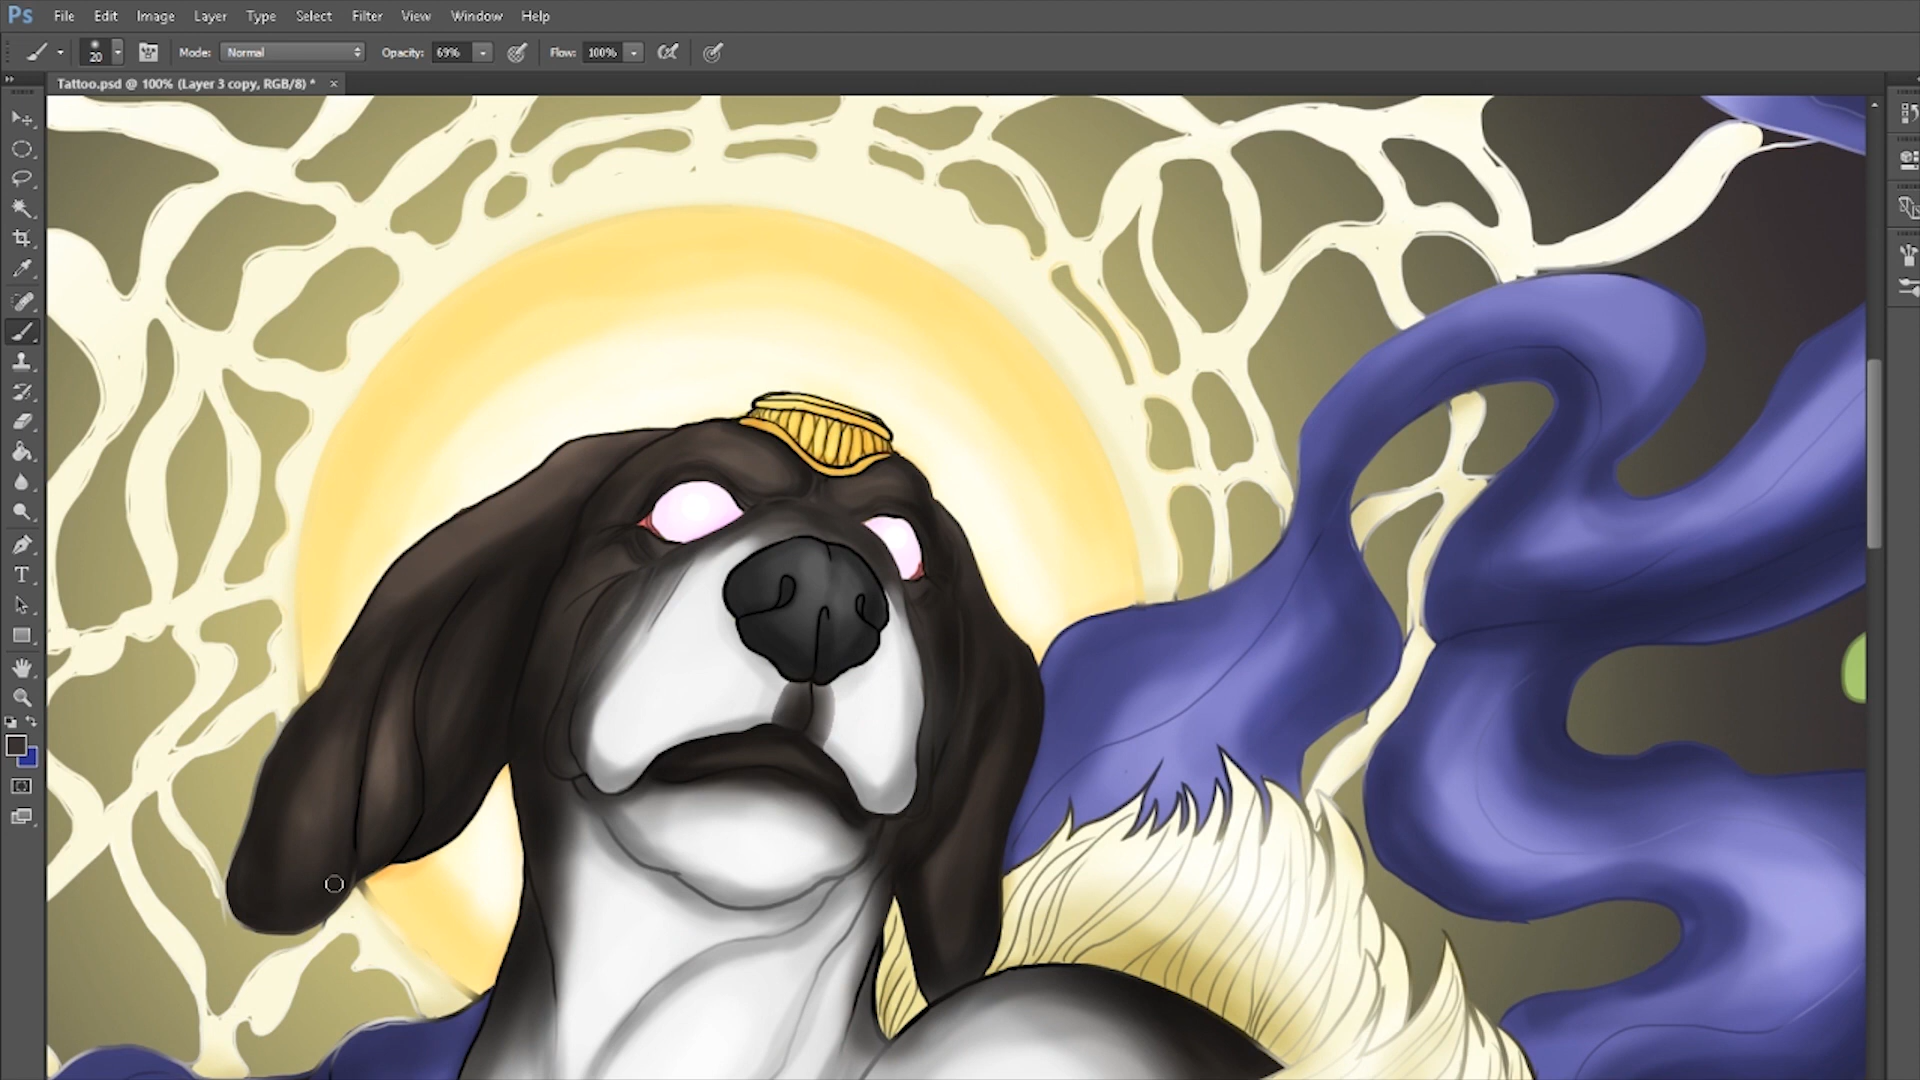 Ps File Edit Image Layer Type Select Filter View Window Help
20 Mode: Normal Opacity: 69% Flow: 100%
Tattoo.psd @ 100% (Layer 3 copy, RGB/8) * ×
T